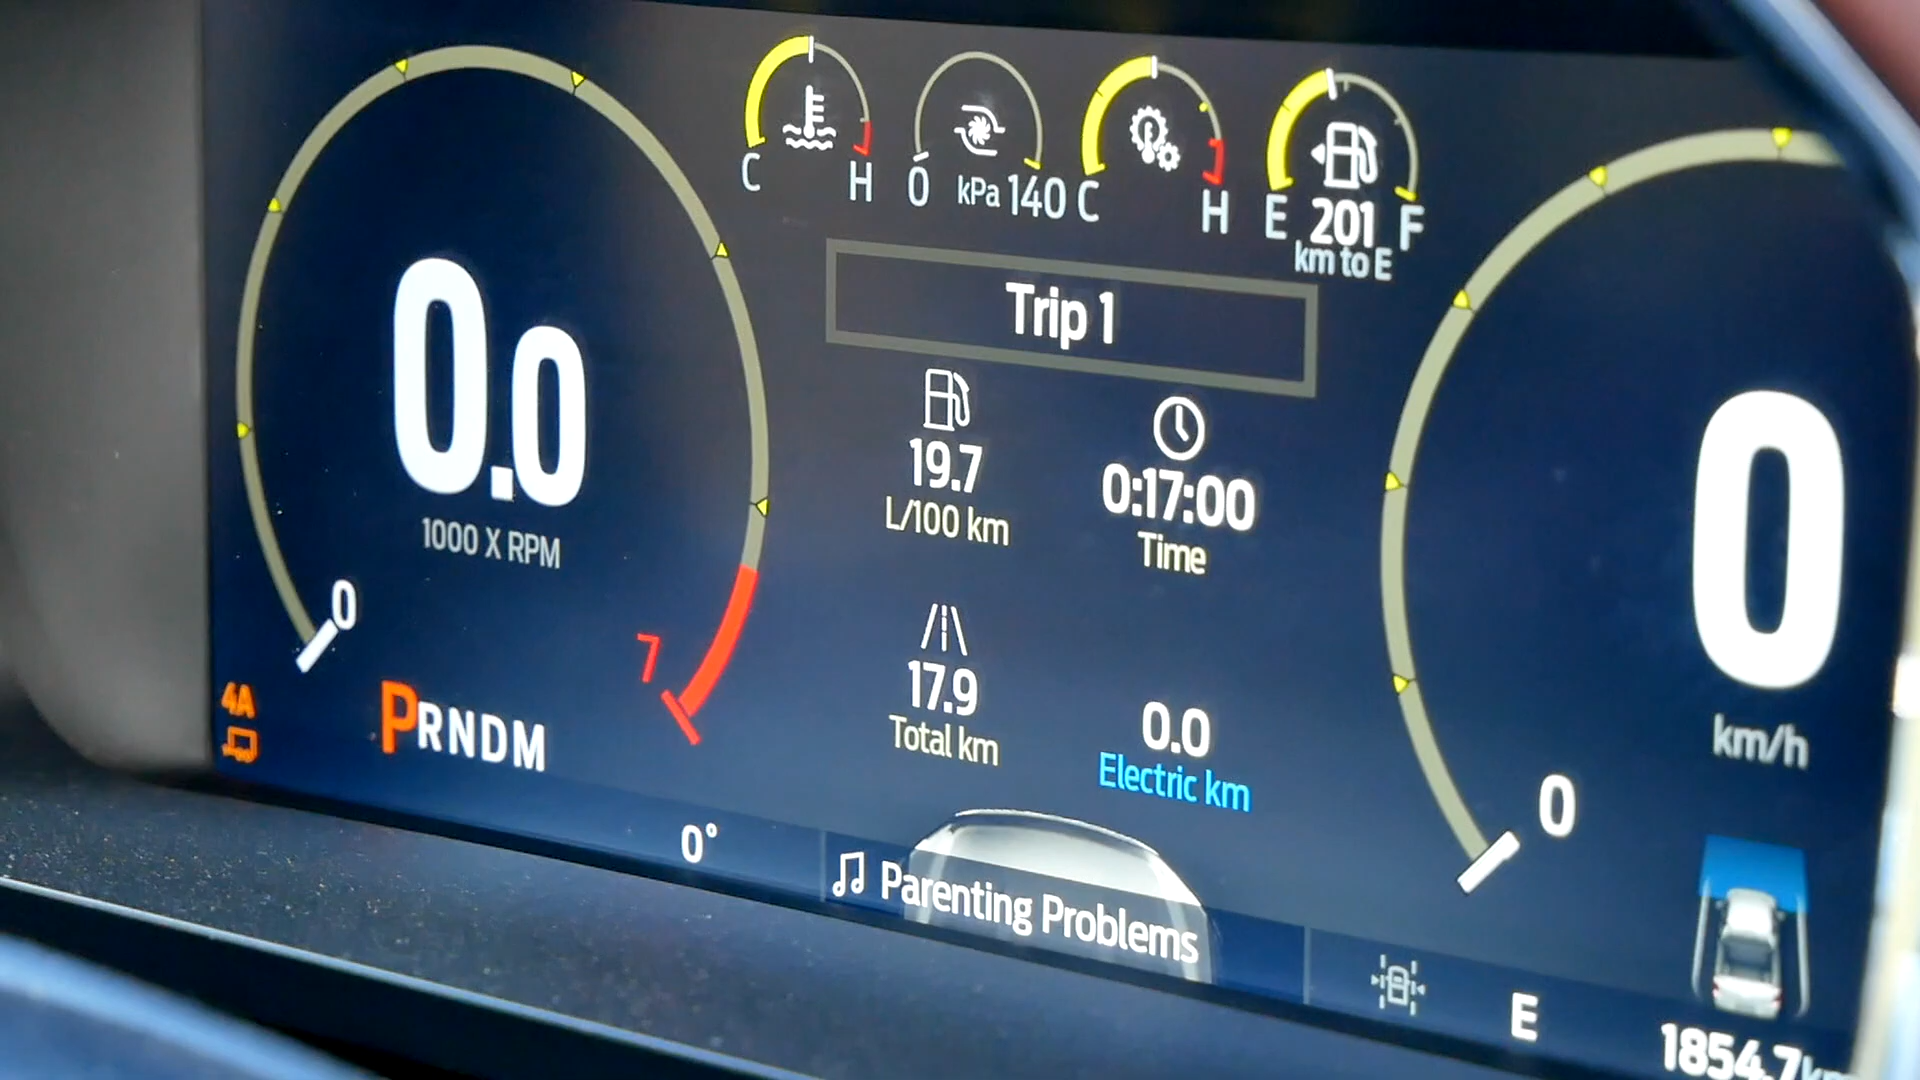 C H
0 kPa 140
C H
E 201 F
km to E
Trip 1
0.0
1000 X RPM
0
7
19.7
L/100 km
0:17:00
Time
17.9
Total km
0.0
Electric km
0
km/h
0
4A
PRNDM
0°
Parenting Problems
E
1854.7km